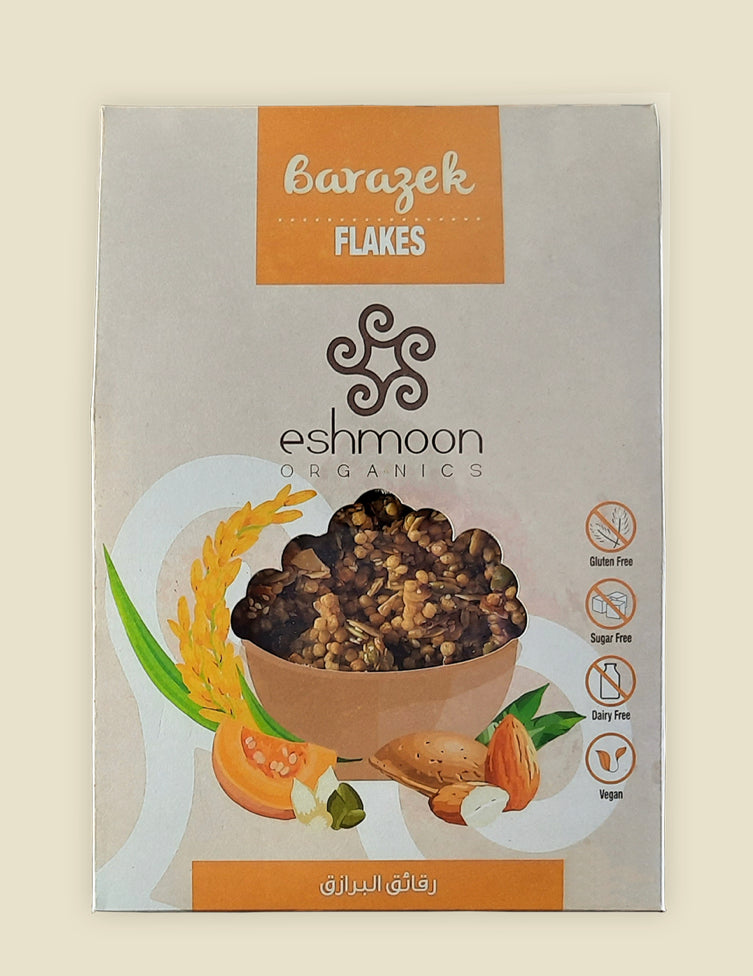 Barazek
FLAKES
eshmoon
ORGANICS
Gluten Free
Sugar Free
Dairy Free
Vegan
رقائق البرازق